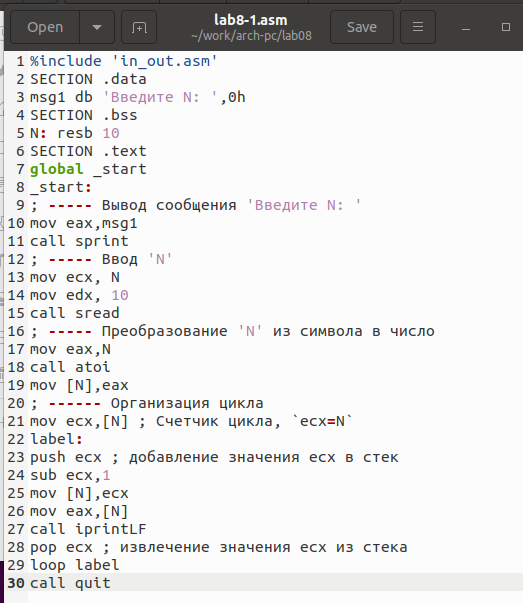 Open
lab8-1.asm
~/work/arch-pc/lab08
Save
1 %include 'in_out.asm'
2 SECTION .data
3 msg1 db 'Введите N: ',0h
4 SECTION .bss
5 N: resb 10
6 SECTION .text
7 global _start
8 _start:
9 ; ----- Вывод сообщения 'Введите N: '
10 mov eax,msg1
11 call sprint
12 ; ----- Ввод 'N'
13 mov ecx, N
14 mov edx, 10
15 call sread
16 ; ----- Преобразование 'N' из символа в число
17 mov eax,N
18 call atoi
19 mov [N],eax
20 ; ------ Организация цикла
21 mov ecx,[N] ; Счетчик цикла, `ecx=N`
22 label:
23 push ecx ; добавление значения ecx в стек
24 sub ecx,1
25 mov [N],ecx
26 mov eax,[N]
27 call iprintLF
28 pop ecx ; извлечение значения ecx из стека
29 loop label
30 call quit